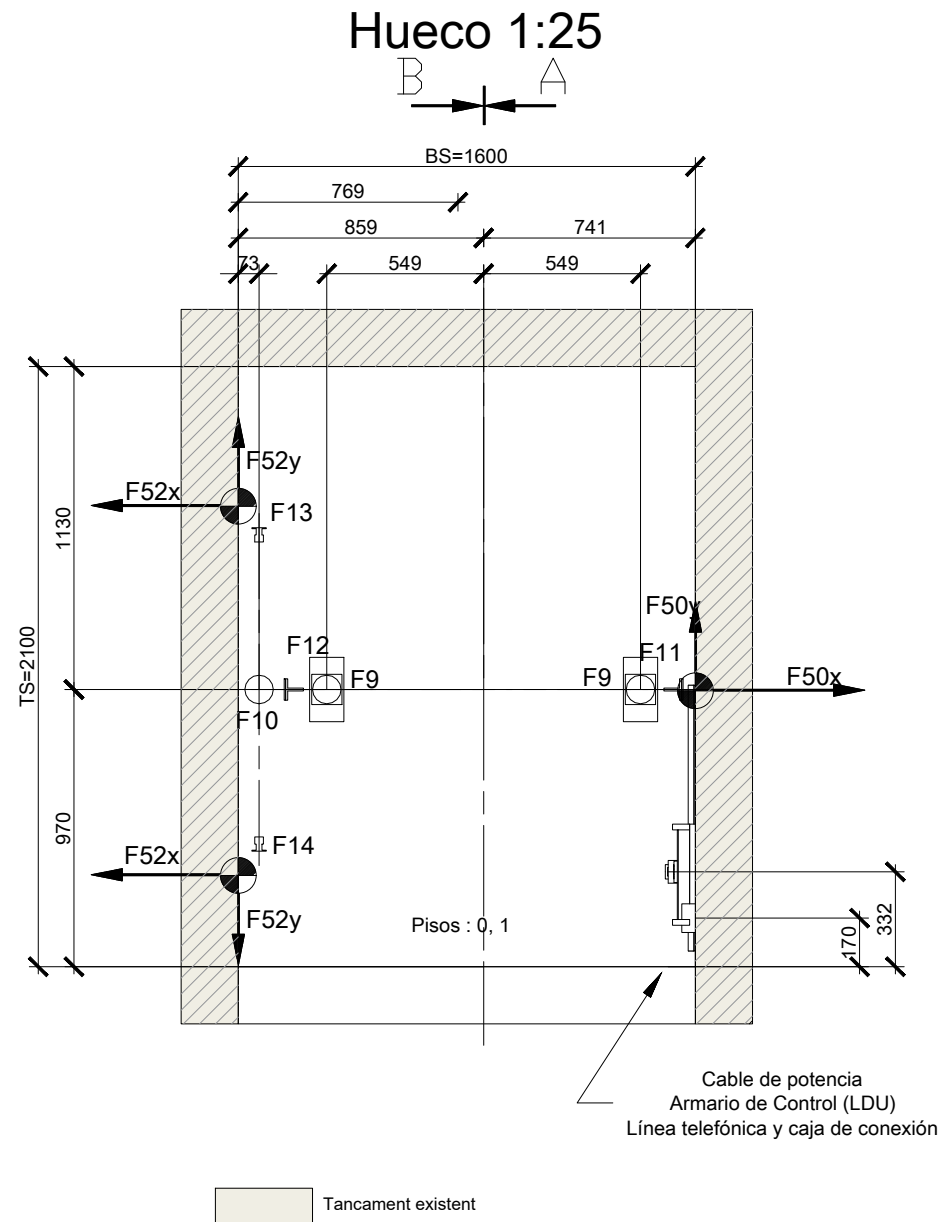 Hueco 1:25
B A
BS=1600
769
859 741
73 549 549
F52y
F52x
F13
1130
TS=2100
F50y
F12 F11
F9 F9 F50x
F10
970
F14
F52x
F52y
Pisos : 0, 1
170
332
Cable de potencia
Armario de Control (LDU)
Línea telefónica y caja de conexión
Tancament existent